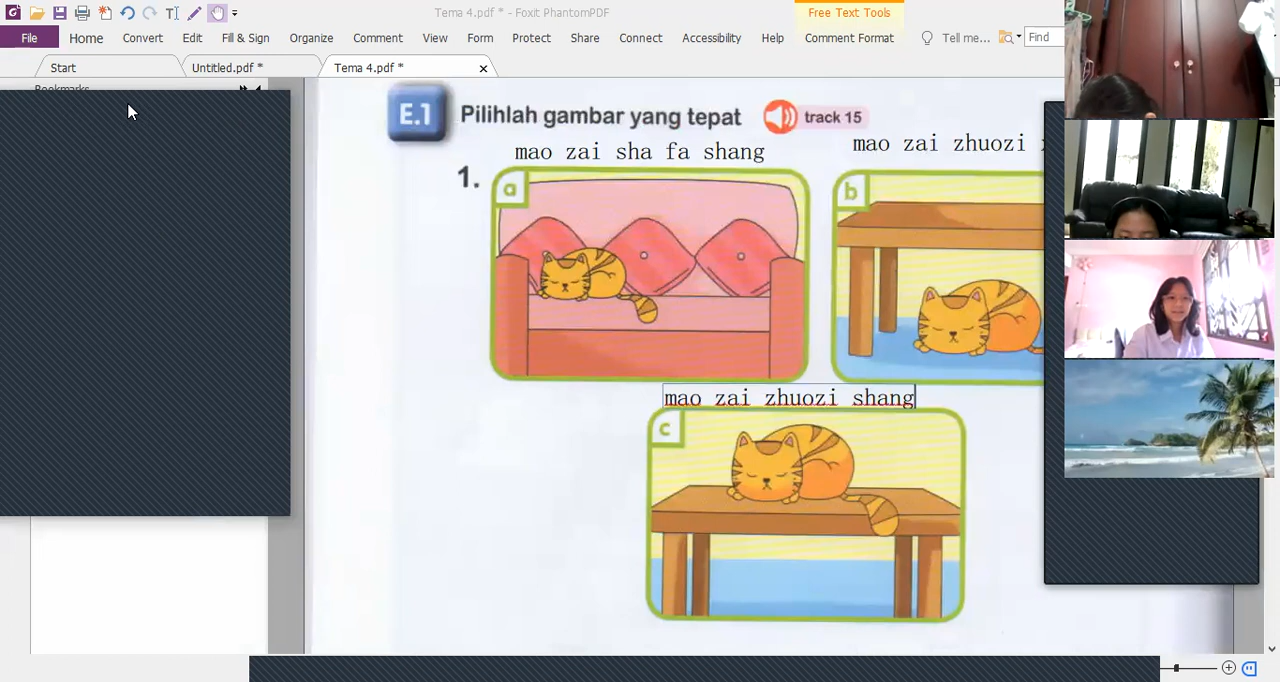 Tema 4.pdf * - Foxit PhantomPDF
Free Text Tools
File Home Convert Edit Fill & Sign Organize Comment View Form Protect Share Connect Accessibility Help Comment Format Tell me... Find
Start Untitled.pdf * Tema 4.pdf *
Bookmarks
E.1 Pilihlah gambar yang tepat track 15
mao zai sha fa shang
mao zai zhuozi
1.
a
b
mao zai zhuozi shang
c